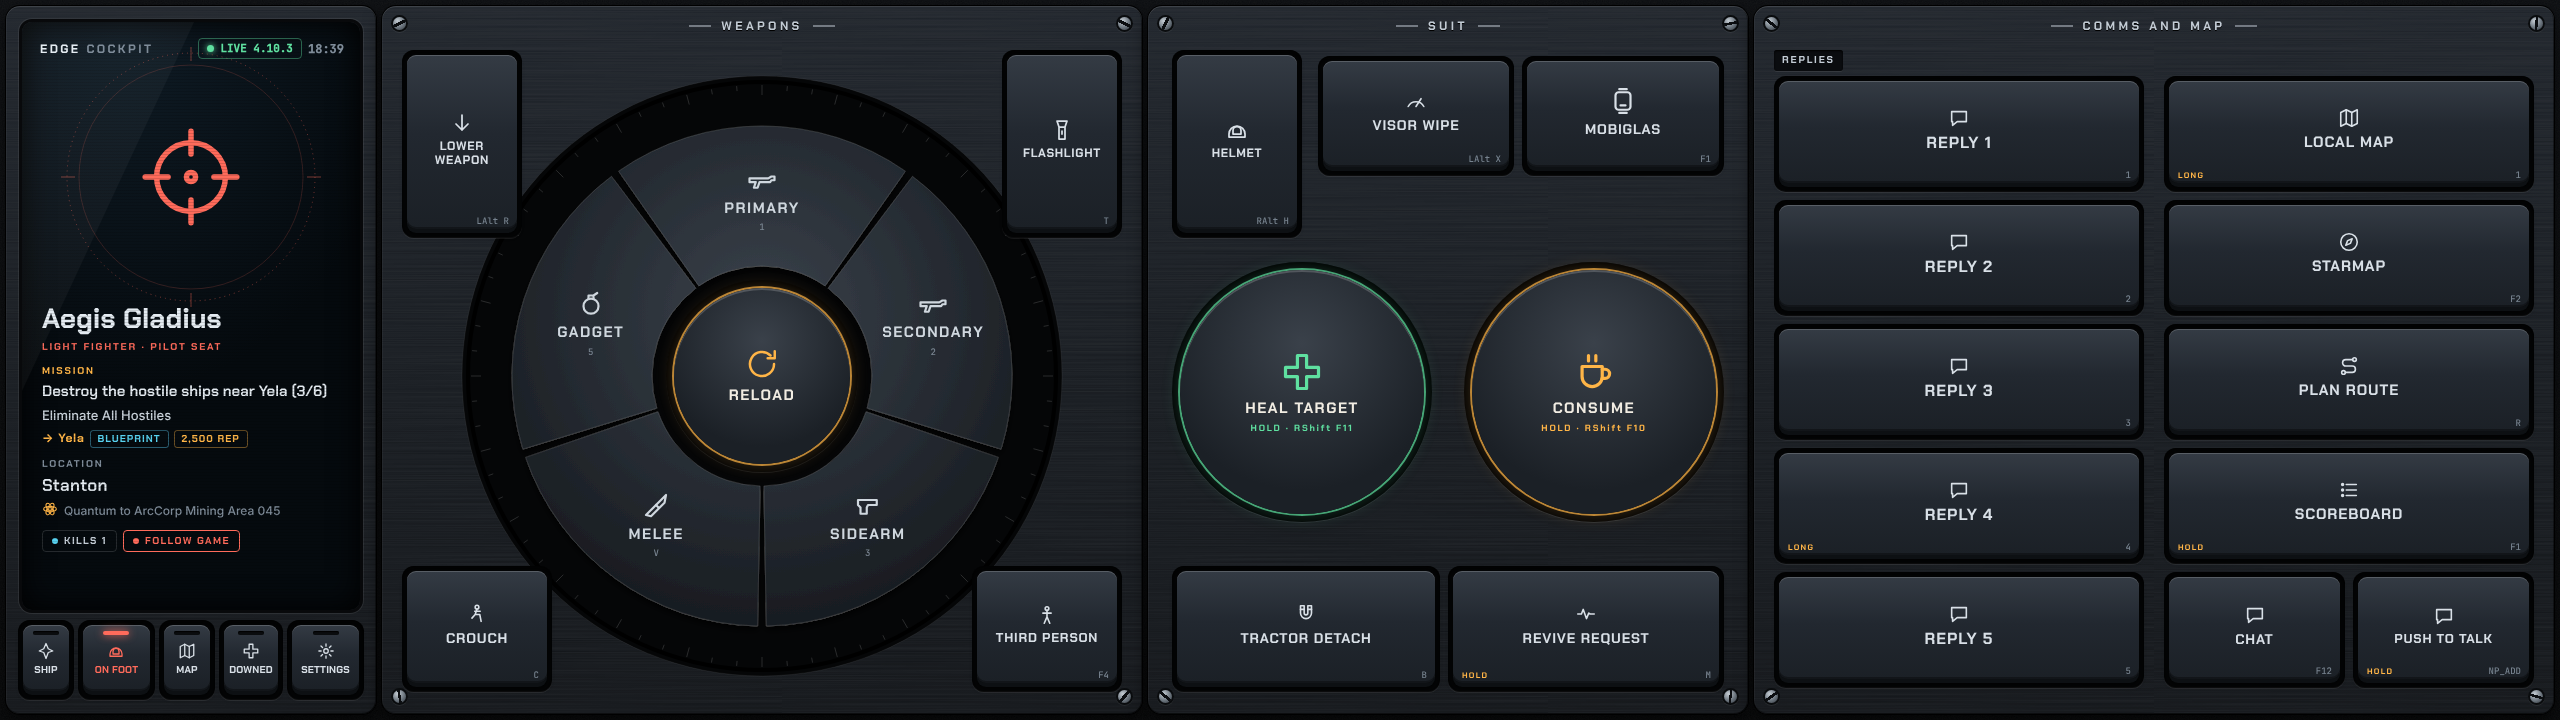 EDGE COCKPIT
LIVE 4.10.3
18:39
Aegis Gladius
LIGHT FIGHTER · PILOT SEAT
MISSION
Destroy the hostile ships near Yela (3/6)
Eliminate All Hostiles
→ Yela
BLUEPRINT
2,500 REP
LOCATION
Stanton
Quantum to ArcCorp Mining Area 045
KILLS 1
FOLLOW GAME
SHIP
ON FOOT
MAP
DOWNED
SETTINGS
WEAPONS
LOWER
WEAPON
LAlt R
FLASHLIGHT
T
PRIMARY
1
GADGET
5
SECONDARY
2
RELOAD
MELEE
V
SIDEARM
3
CROUCH
C
THIRD PERSON
F4
SUIT
HELMET
RAlt H
VISOR WIPE
LAlt X
MOBIGLAS
F1
HEAL TARGET
HOLD · RShift F11
CONSUME
HOLD · RShift F10
TRACTOR DETACH
B
REVIVE REQUEST
HOLD
M
COMMS AND MAP
REPLIES
REPLY 1
1
LOCAL MAP
LONG
1
REPLY 2
2
STARMAP
F2
REPLY 3
3
PLAN ROUTE
R
REPLY 4
LONG
4
SCOREBOARD
HOLD
F1
REPLY 5
5
CHAT
F12
PUSH TO TALK
HOLD
NP_ADD